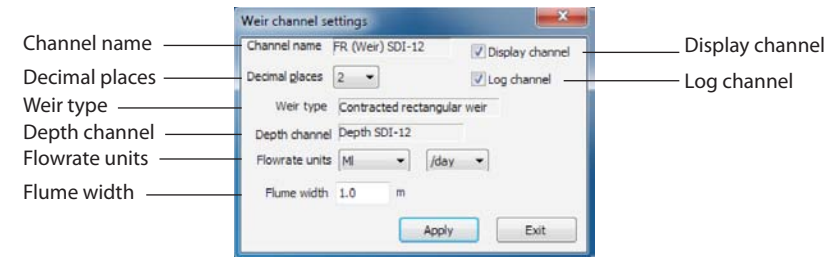 Weir channel settings
Channel name
Channel name FR (Weir) SDI-12
Display channel
Display channel
Decimal places
Decimal places 2
Log channel
Log channel
Weir type
Weir type Contracted rectangular weir
Depth channel
Depth channel Depth SDI-12
Flowrate units
Flowrate units Ml /day
Flume width
Flume width 1.0 m
Apply Exit